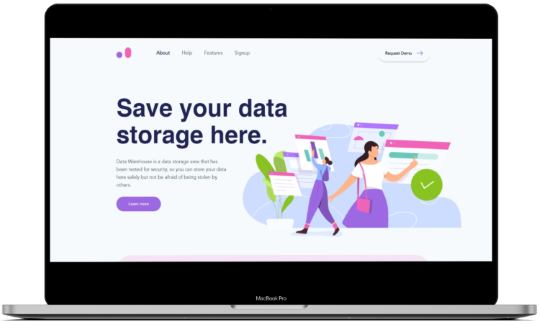 About Help Features Signup Request Demo
Save your data
storage here.
Data Warehouse is a data storage area that has
been tested for security, so you can store your data
here safely but not be afraid of being stolen by
others.
Learn more
MacBook Pro